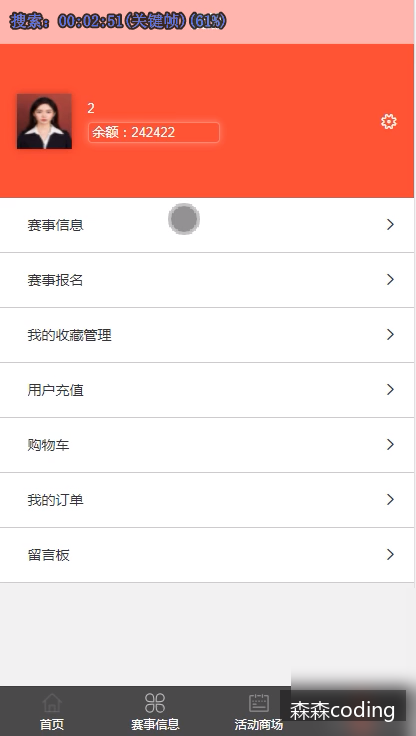 搜索：00:02:51(关键帧)(61%)
2
余额：242422
赛事信息
赛事报名
我的收藏管理
用户充值
购物车
我的订单
留言板
首页
赛事信息
活动商场
森森coding